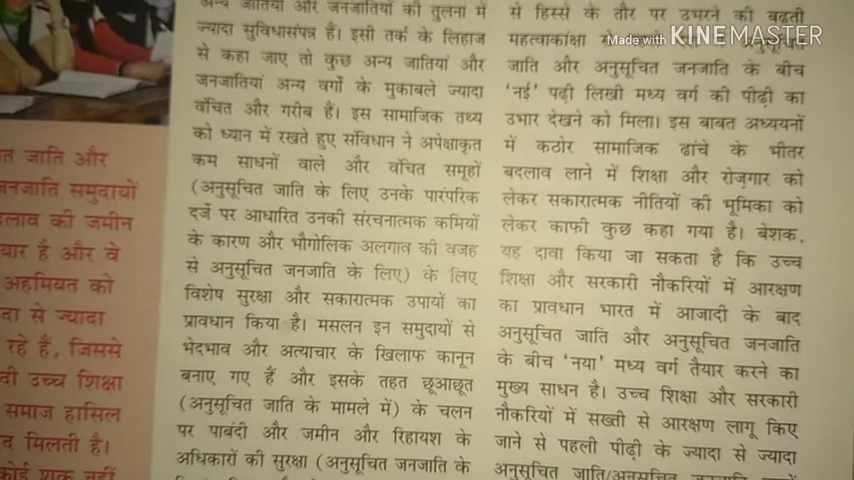 अन्य जातियों और जनजातियों की तुलना में
ज्यादा सुविधासंपन्न हैं। इसी तर्क के लिहाज
से कहा जाए तो कुछ अन्य जातियां और
जनजातियां अन्य वर्गों के मुकाबले ज्यादा
वंचित और गरीब हैं। इस सामाजिक तथ्य
को ध्यान में रखते हुए संविधान ने अपेक्षाकृत
कम साधनों वाले और वंचित समूहों
(अनुसूचित जाति के लिए उनके पारंपरिक
दर्जे पर आधारित उनकी संरचनात्मक कमियों
के कारण और भौगोलिक अलगाव की वजह
से अनुसूचित जनजाति के लिए) के लिए
विशेष सुरक्षा और सकारात्मक उपायों का
प्रावधान किया है। मसलन इन समुदायों से
भेदभाव और अत्याचार के खिलाफ कानून
बनाए गए हैं और इसके तहत छूआछूत
(अनुसूचित जाति के मामले में) के चलन
पर पाबंदी और जमीन और रिहायश के
अधिकारों की सुरक्षा (अनुसूचित जनजाति के
से हिस्से के तौर पर उभरने की बढ़ती
महत्वाकांक्षा
जाति और अनुसूचित जनजाति के बीच
'नई' पढ़ी लिखी मध्य वर्ग की पीढ़ी का
उभार देखने को मिला। इस बाबत अध्ययनों
में कठोर सामाजिक ढांचे के भीतर
बदलाव लाने में शिक्षा और रोज़गार को
लेकर सकारात्मक नीतियों की भूमिका को
लेकर काफी कुछ कहा गया है। बेशक,
यह दावा किया जा सकता है कि उच्च
शिक्षा और सरकारी नौकरियों में आरक्षण
का प्रावधान भारत में आजादी के बाद
अनुसूचित जाति और अनुसूचित जनजाति
के बीच 'नया' मध्य वर्ग तैयार करने का
मुख्य साधन है। उच्च शिक्षा और सरकारी
नौकरियों में सख्ती से आरक्षण लागू किए
जाने से पहली पीढ़ी के ज्यादा से ज्यादा
अनुसूचित जाति/अनुसूचित
त जाति और
जनजाति समुदायों
दलाव की जमीन
यार है और वे
अहमियत को
दा से ज्यादा
रहे हैं, जिससे
दी उच्च शिक्षा
समाज हासिल
द मिलती है।
कोई शक नहीं
Made with KINEMASTER